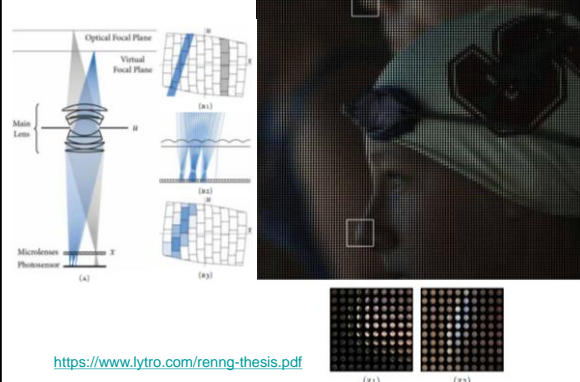 Optical Focal Plane
Virtual
Focal Plane
Main
Lens
u
Microlenses
x
Photosensor
(A)
u
x
(B1)
(B2)
u
x
(B3)
https://www.lytro.com/renng-thesis.pdf
(Z1)
(Z2)